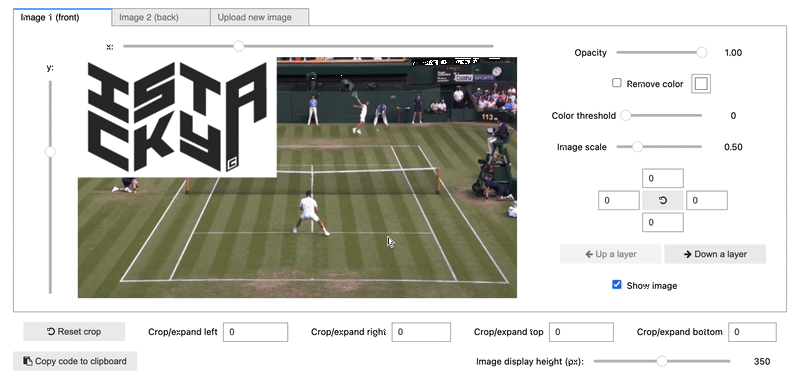 Image 1 (front)
Image 2 (back)
Upload new image
x:
y:
ISTA
CKY
113
Opacity
1.00
Remove color
Color threshold
0
Image scale
0.50
0
0
0
0
Up a layer
Down a layer
Show image
Reset crop
Crop/expand left
0
Crop/expand right
0
Crop/expand top
0
Crop/expand bottom
0
Copy code to clipboard
Image display height (px):
350